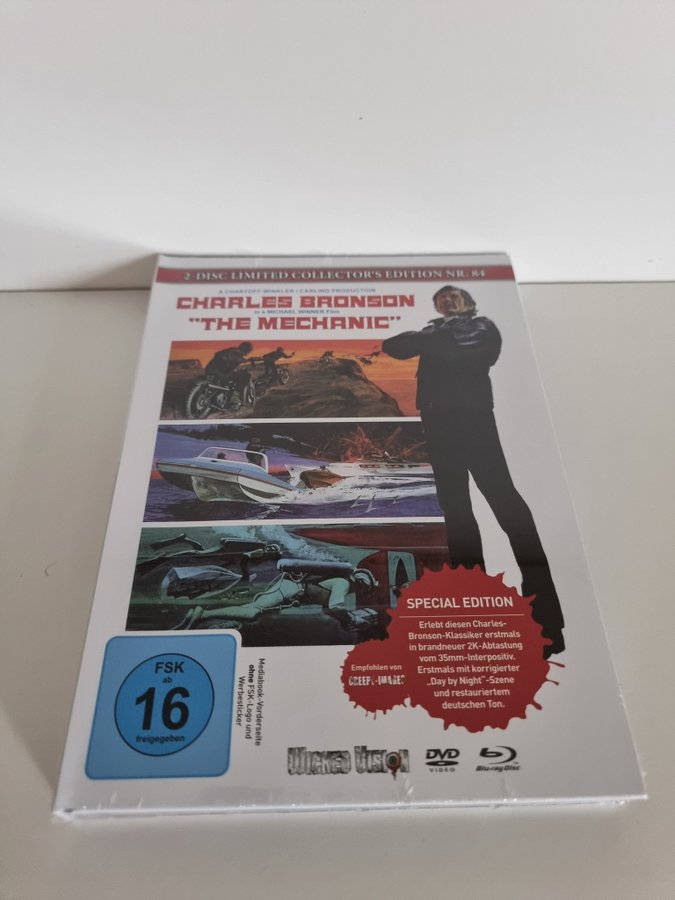 2-DISC LIMITED COLLECTOR'S EDITION NR. 84
A CHARTOFF-WINKLER / CARLINO PRODUCTION
CHARLES BRONSON
in a MICHAEL WINNER Film
"THE MECHANIC"
SPECIAL EDITION
Erlebt diesen Charles-
Bronson-Klassiker erstmals
in brandneuer 2K-Abtastung
vom 35mm-Interpositiv.
Erstmals mit korrigierter
„Day by Night"-Szene
und restauriertem
deutschen Ton.
Empfohlen von
CREEPY-IMAGES
FSK
ab
16
freigegeben
Mediabook-Vorderseite
ohne FSK-Logo und
Werbesticker
WICKED VISION
DVD
VIDEO
Blu-ray Disc